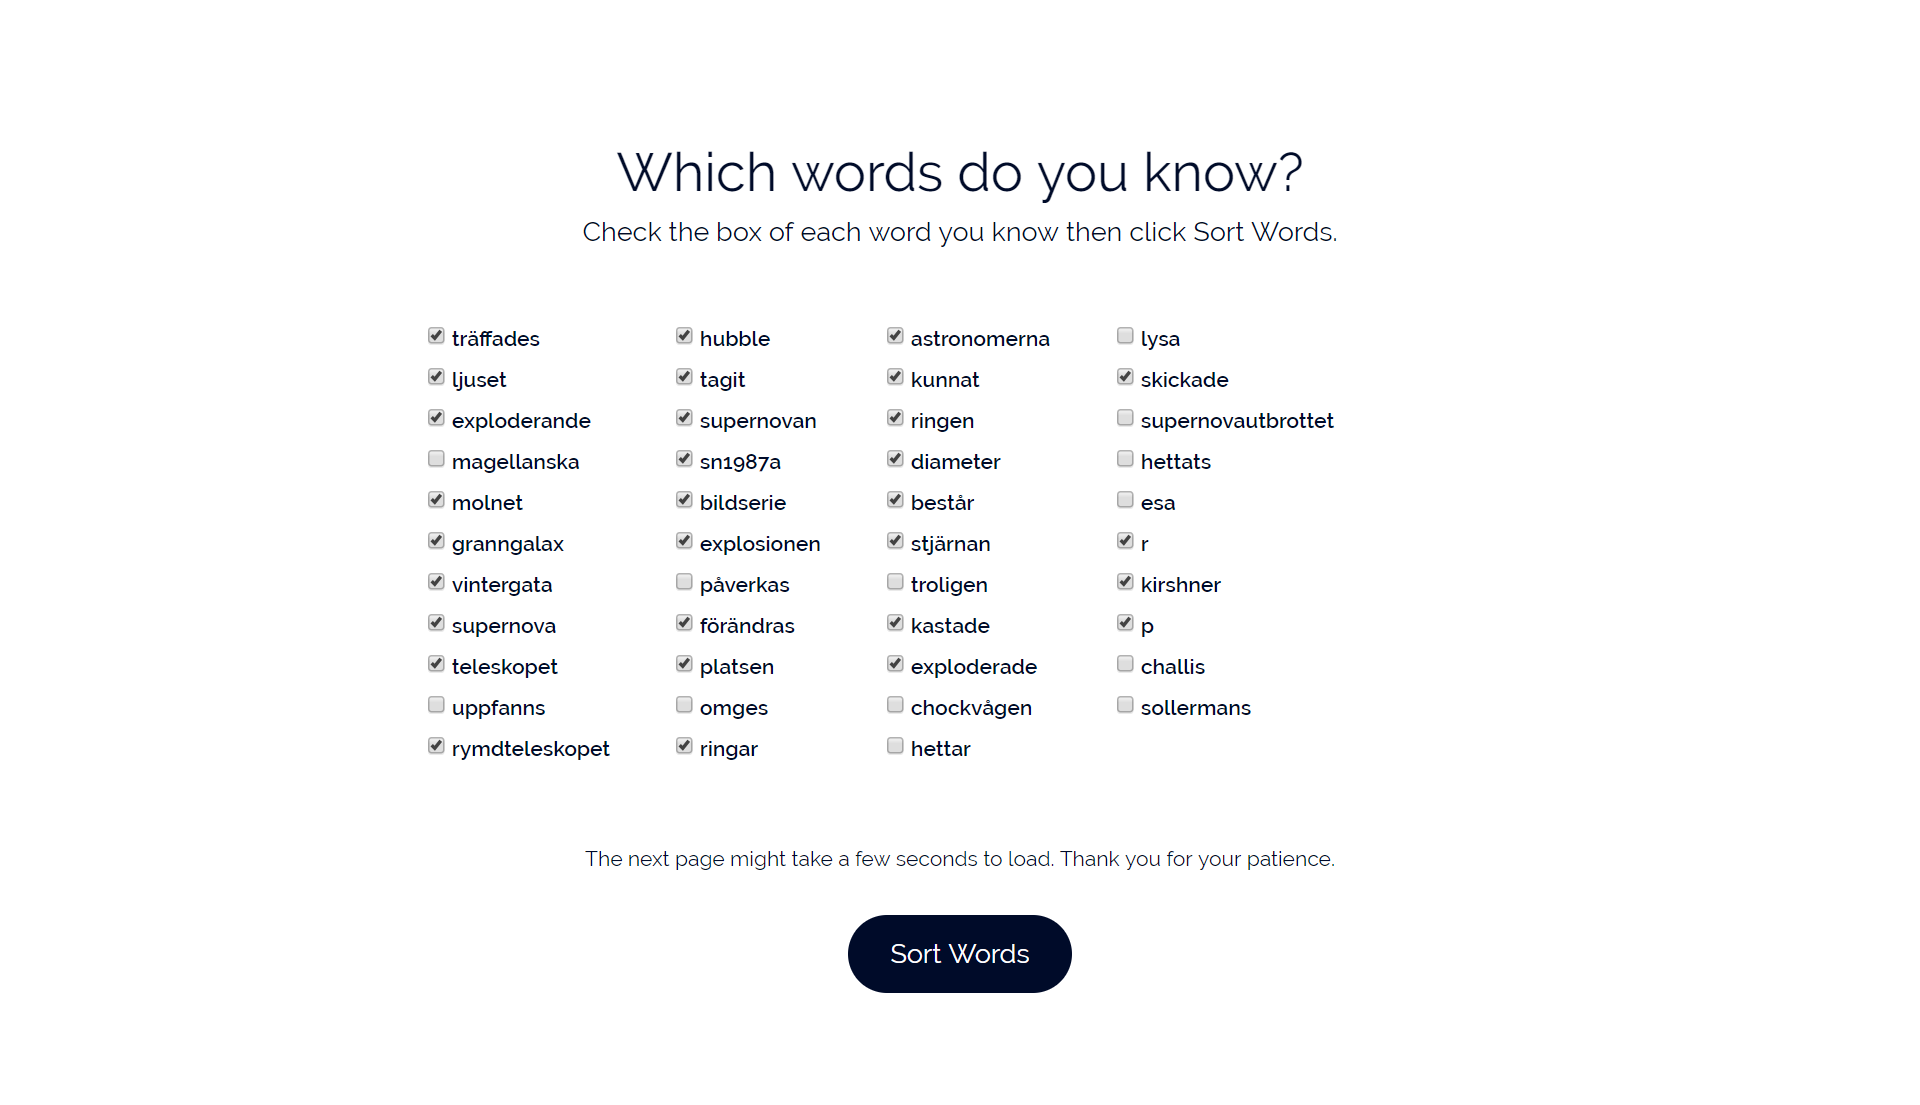 Which words do you know?
Check the box of each word you know then click Sort Words.
träffades
ljuset
exploderande
magellanska
molnet
granngalax
vintergata
supernova
teleskopet
uppfanns
rymdteleskopet
hubble
tagit
supernovan
sn1987a
bildserie
explosionen
påverkas
förändras
platsen
omges
ringar
astronomerna
kunnat
ringen
diameter
består
stjärnan
troligen
kastade
exploderade
chockvågen
hettar
lysa
skickade
supernovautbrottet
hettats
esa
r
kirshner
p
challis
sollermans
The next page might take a few seconds to load. Thank you for your patience.
Sort Words